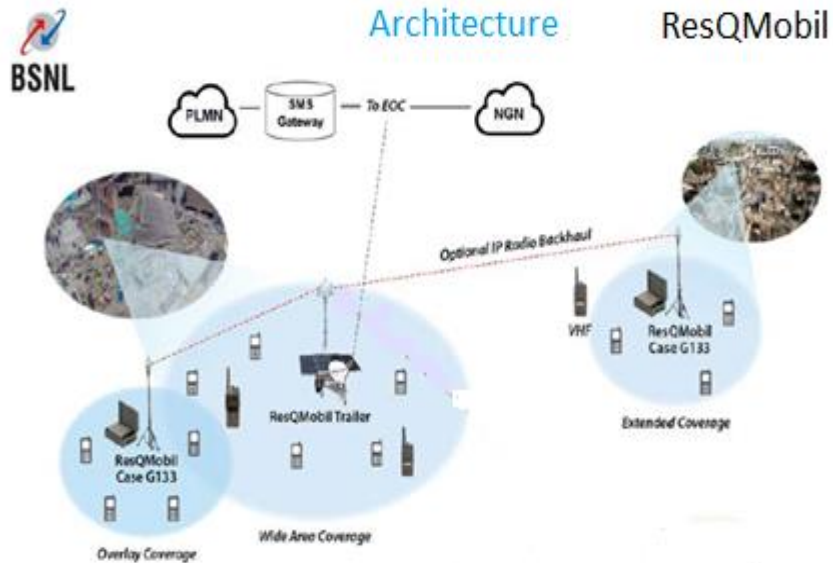 Architecture
ResQMobil
BSNL
PLMN
SMS
Gateway
To EOC
NGN
Optional IP Radio Backhaul
VHF
ResQMobil
Case G133
Extended Coverage
ResQMobil Trailer
ResQMobil
Case G133
Wide Area Coverage
Overlay Coverage